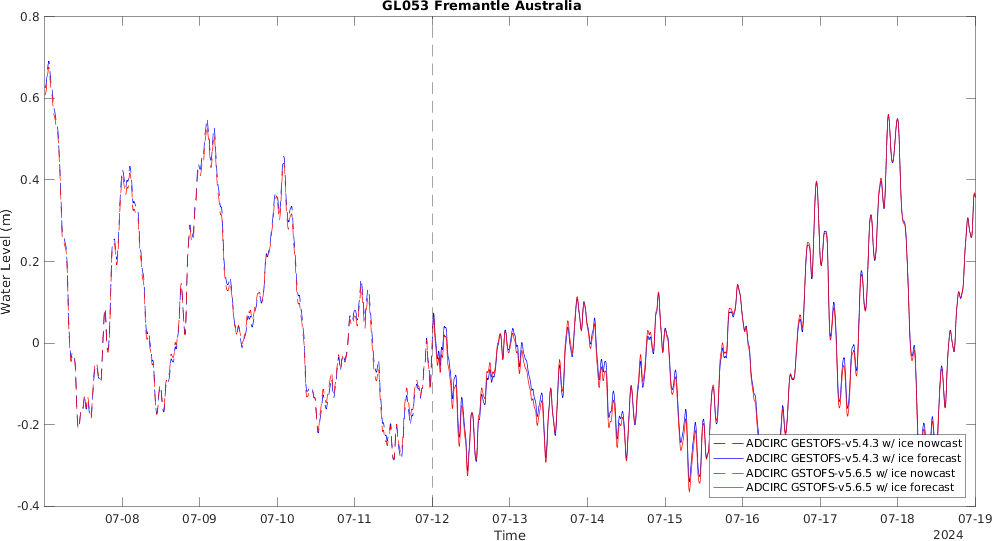 GL053 Fremantle Australia
Water Level (m)
0.8
0.6
0.4
0.2
0
-0.2
-0.4
ADCIRC GESTOFS-v5.4.3 w/ ice nowcast
ADCIRC GESTOFS-v5.4.3 w/ ice forecast
ADCIRC GSTOFS-v5.6.5 w/ ice nowcast
ADCIRC GSTOFS-v5.6.5 w/ ice forecast
07-08 07-09 07-10 07-11 07-12 07-13 07-14 07-15 07-16 07-17 07-18 07-19
Time
2024